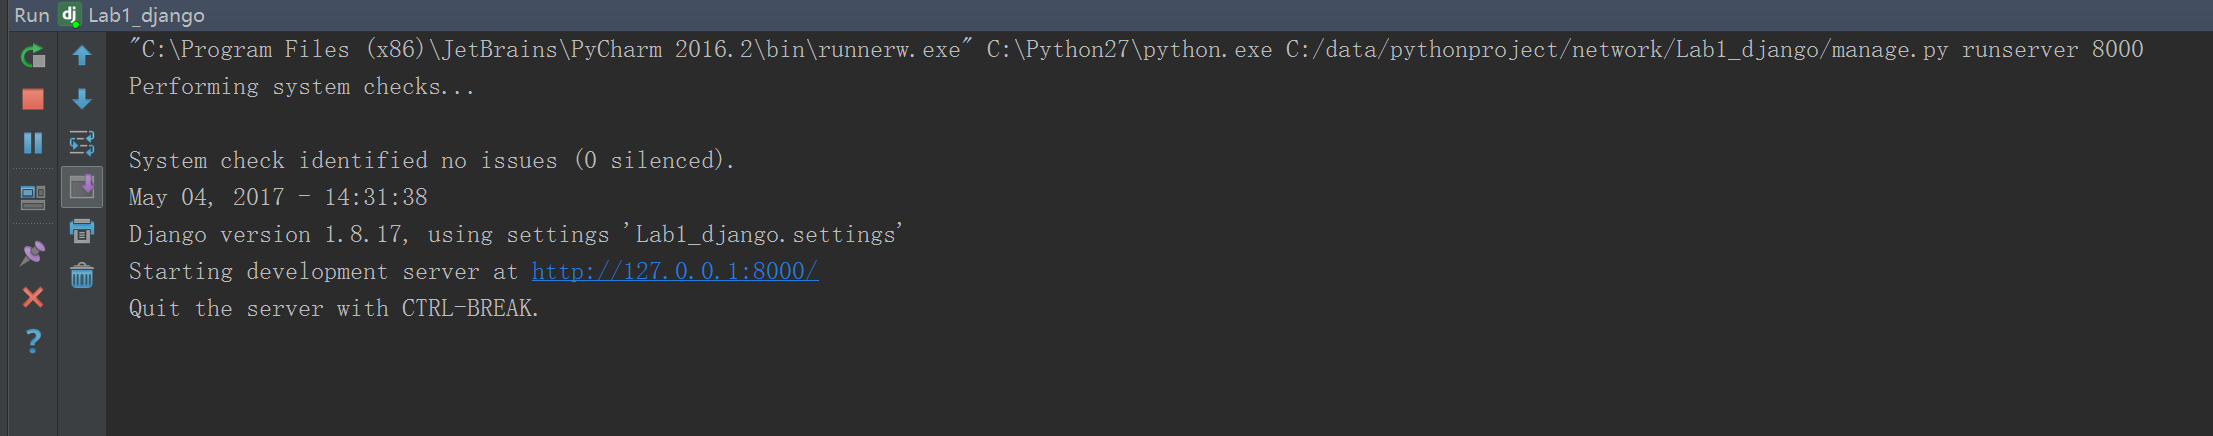 Run dj Lab1_django
"C:\Program Files (x86)\JetBrains\PyCharm 2016.2\bin\runnerw.exe" C:\Python27\python.exe C:/data/pythonproject/network/Lab1_django/manage.py runserver 8000
Performing system checks...
System check identified no issues (0 silenced).
May 04, 2017 - 14:31:38
Django version 1.8.17, using settings 'Lab1_django.settings'
Starting development server at http://127.0.0.1:8000/
Quit the server with CTRL-BREAK.
?